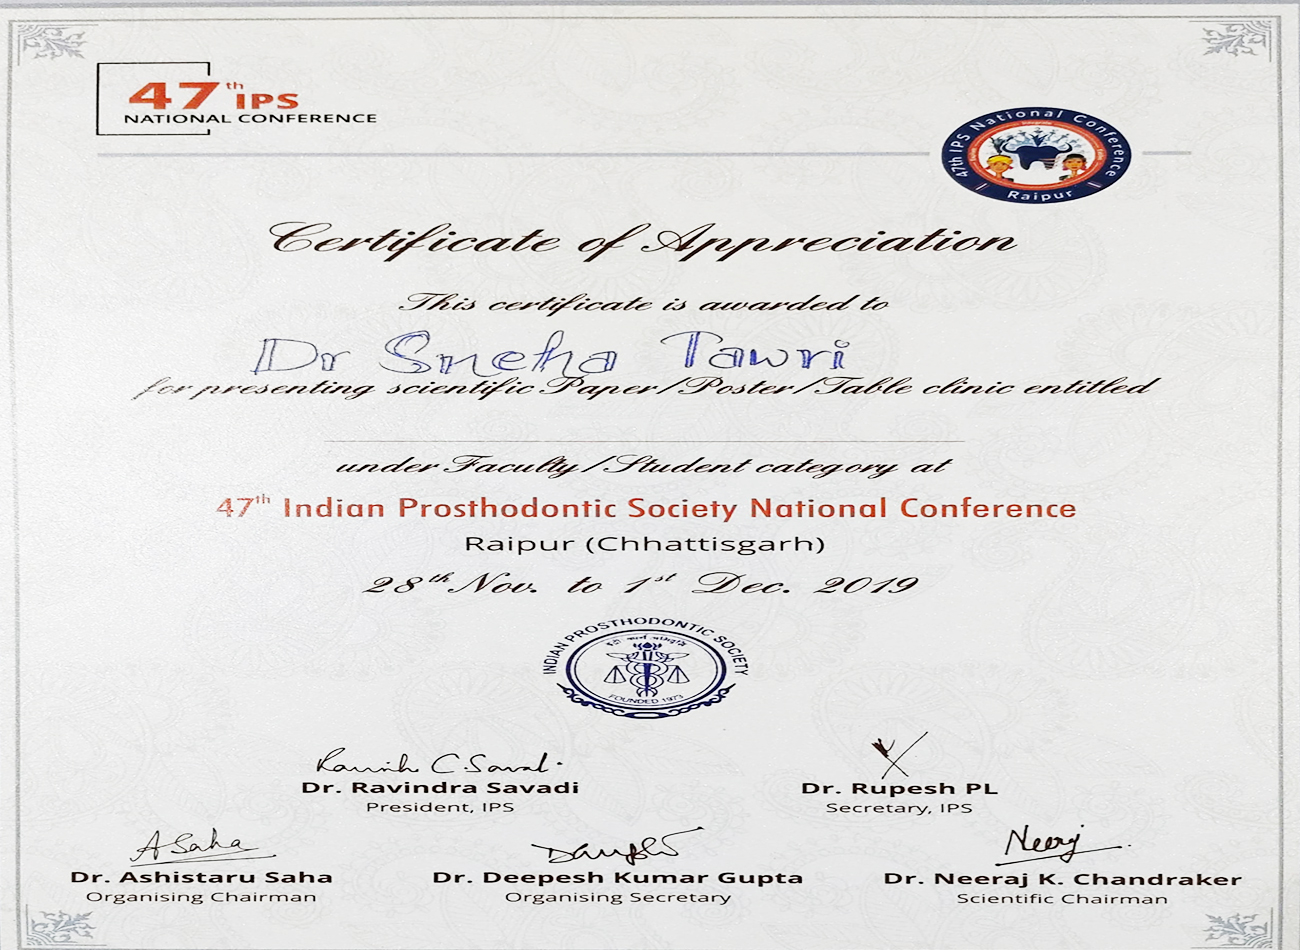 47th IPS
NATIONAL CONFERENCE
47th IPS National Conference
Raipur
Certificate of Appreciation
This certificate is awarded to
Dr Sneha Tawri
for presenting scientific Paper/Poster/Table clinic entitled
under Faculty/Student category at
47th Indian Prosthodontic Society National Conference
Raipur (Chhattisgarh)
28th Nov. to 1st Dec. 2019
INDIAN PROSTHODONTIC SOCIETY
FOUNDED 1973
Dr. Ravindra Savadi
Dr. Rupesh PL
President, IPS
Secretary, IPS
A Saha
Neeraj
Dr. Ashistaru Saha
Dr. Deepesh Kumar Gupta
Dr. Neeraj K. Chandraker
Organising Chairman
Organising Secretary
Scientific Chairman